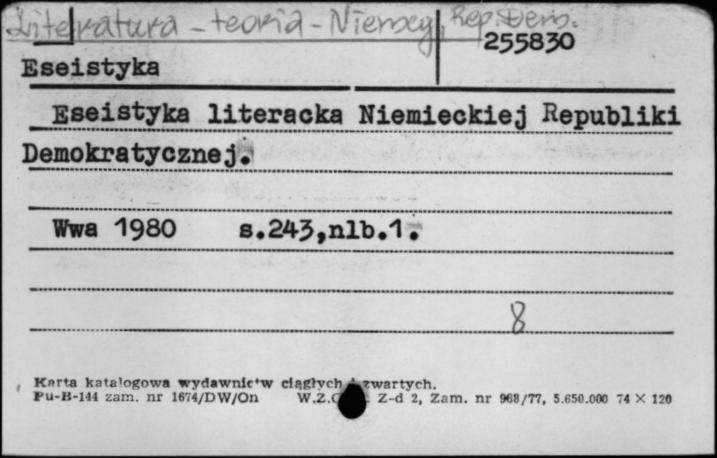 Literatura - teoria - Niemcy, Rep. Dem.
255830
Eseistyka
Eseistyka literacka Niemieckiej Republiki
Demokratycznej.
Wwa 1980 s.243,nlb.1.
8
Karta katalogowa wydawnictw ciągłych i zwartych.
Pu-B-144 zam. nr 1674/DW/On W.Z.G. Z-d 2, Zam. nr 968/77, 5.650.000 74 × 120